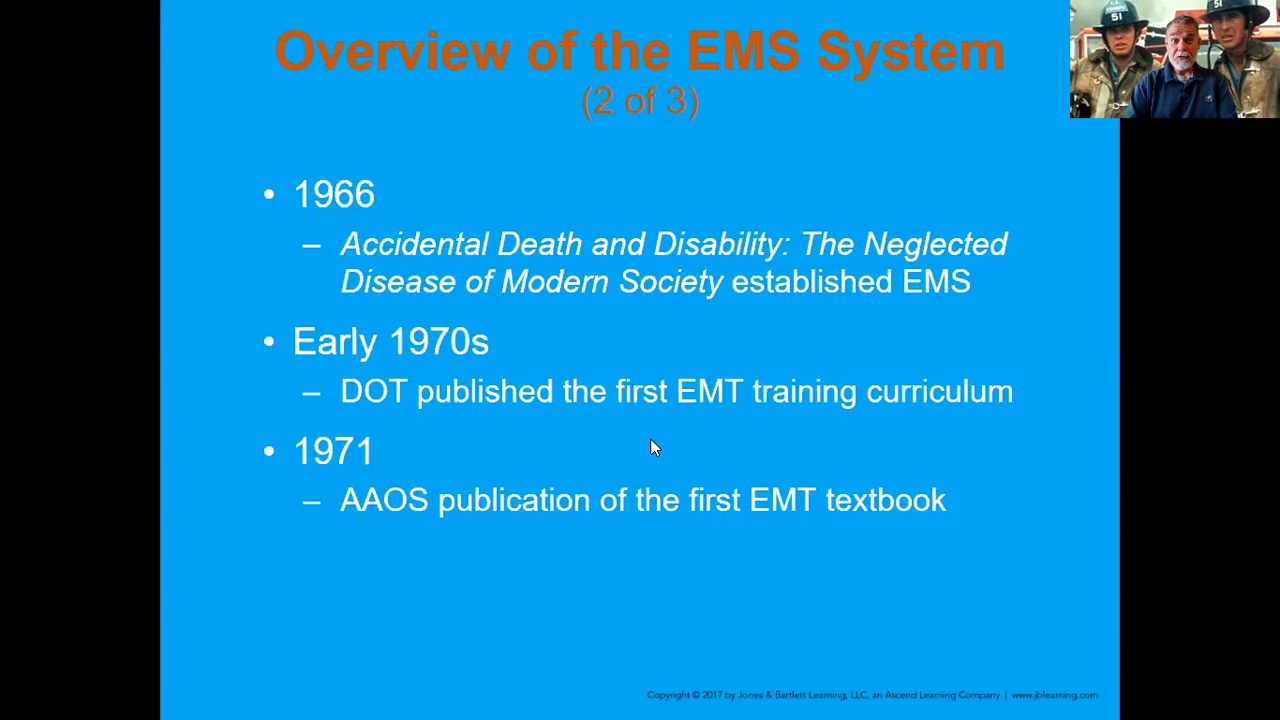 Overview of the EMS System
(2 of 3)
51
51
• 1966
– Accidental Death and Disability: The Neglected
Disease of Modern Society established EMS
• Early 1970s
– DOT published the first EMT training curriculum
• 1971
– AAOS publication of the first EMT textbook
Copyright © 2017 by Jones & Bartlett Learning, LLC, an Ascend Learning Company | www.jblearning.com